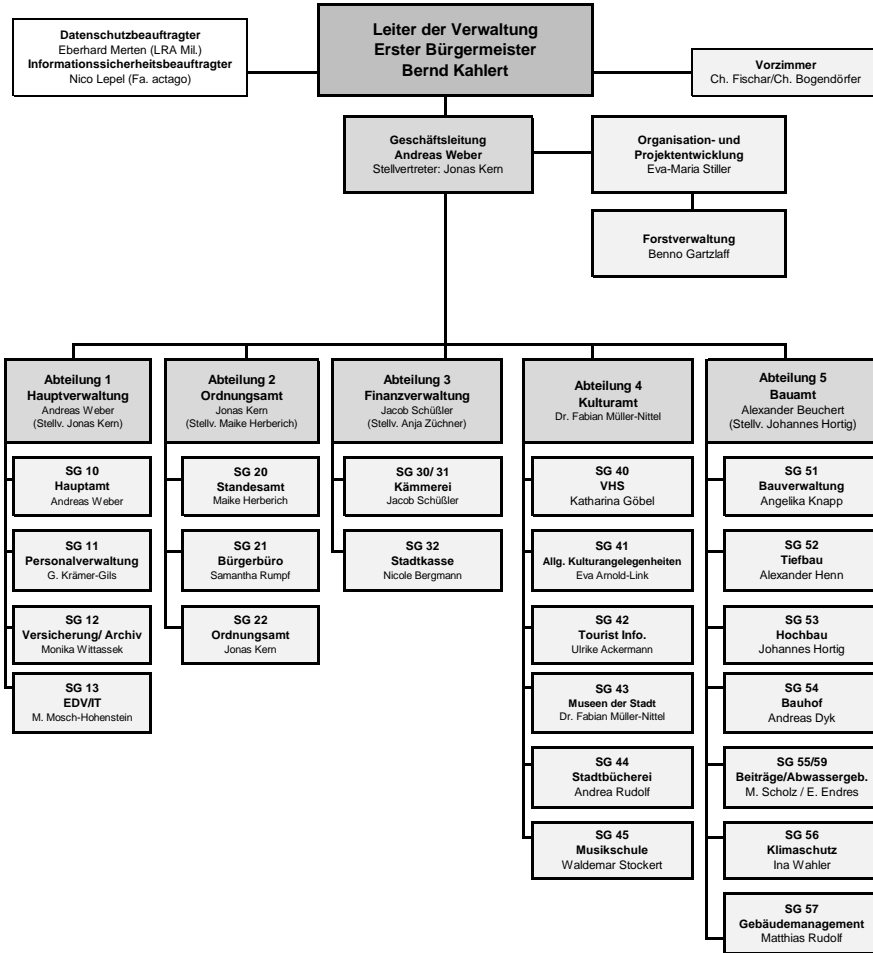 Datenschutzbeauftragter
Eberhard Merten (LRA Mil.)
Informationssicherheitsbeauftragter
Nico Lepel (Fa. actago)
Leiter der Verwaltung
Erster Bürgermeister
Bernd Kahlert
Vorzimmer
Ch. Fischar/Ch. Bogendörfer
Geschäftsleitung
Andreas Weber
Stellvertreter: Jonas Kern
Organisation- und
Projektentwicklung
Eva-Maria Stiller
Forstverwaltung
Benno Gartzlaff
Abteilung 1
Hauptverwaltung
Andreas Weber
(Stellv. Jonas Kern)
SG 10
Hauptamt
Andreas Weber
SG 11
Personalverwaltung
G. Krämer-Gils
SG 12
Versicherung/ Archiv
Monika Wittassek
SG 13
EDV/IT
M. Mosch-Hohenstein
Abteilung 2
Ordnungsamt
Jonas Kern
(Stellv. Maike Herberich)
SG 20
Standesamt
Maike Herberich
SG 21
Bürgerbüro
Samantha Rumpf
SG 22
Ordnungsamt
Jonas Kern
Abteilung 3
Finanzverwaltung
Jacob Schüßler
(Stellv. Anja Züchner)
SG 30/ 31
Kämmerei
Jacob Schüßler
SG 32
Stadtkasse
Nicole Bergmann
Abteilung 4
Kulturamt
Dr. Fabian Müller-Nittel
SG 40
VHS
Katharina Göbel
SG 41
Allg. Kulturangelegenheiten
Eva Arnold-Link
SG 42
Tourist Info.
Ulrike Ackermann
SG 43
Museen der Stadt
Dr. Fabian Müller-Nittel
SG 44
Stadtbücherei
Andrea Rudolf
SG 45
Musikschule
Waldemar Stockert
Abteilung 5
Bauamt
Alexander Beuchert
(Stellv. Johannes Hortig)
SG 51
Bauverwaltung
Angelika Knapp
SG 52
Tiefbau
Alexander Henn
SG 53
Hochbau
Johannes Hortig
SG 54
Bauhof
Andreas Dyk
SG 55/59
Beiträge/Abwassergeb.
M. Scholz / E. Endres
SG 56
Klimaschutz
Ina Wahler
SG 57
Gebäudemanagement
Matthias Rudolf